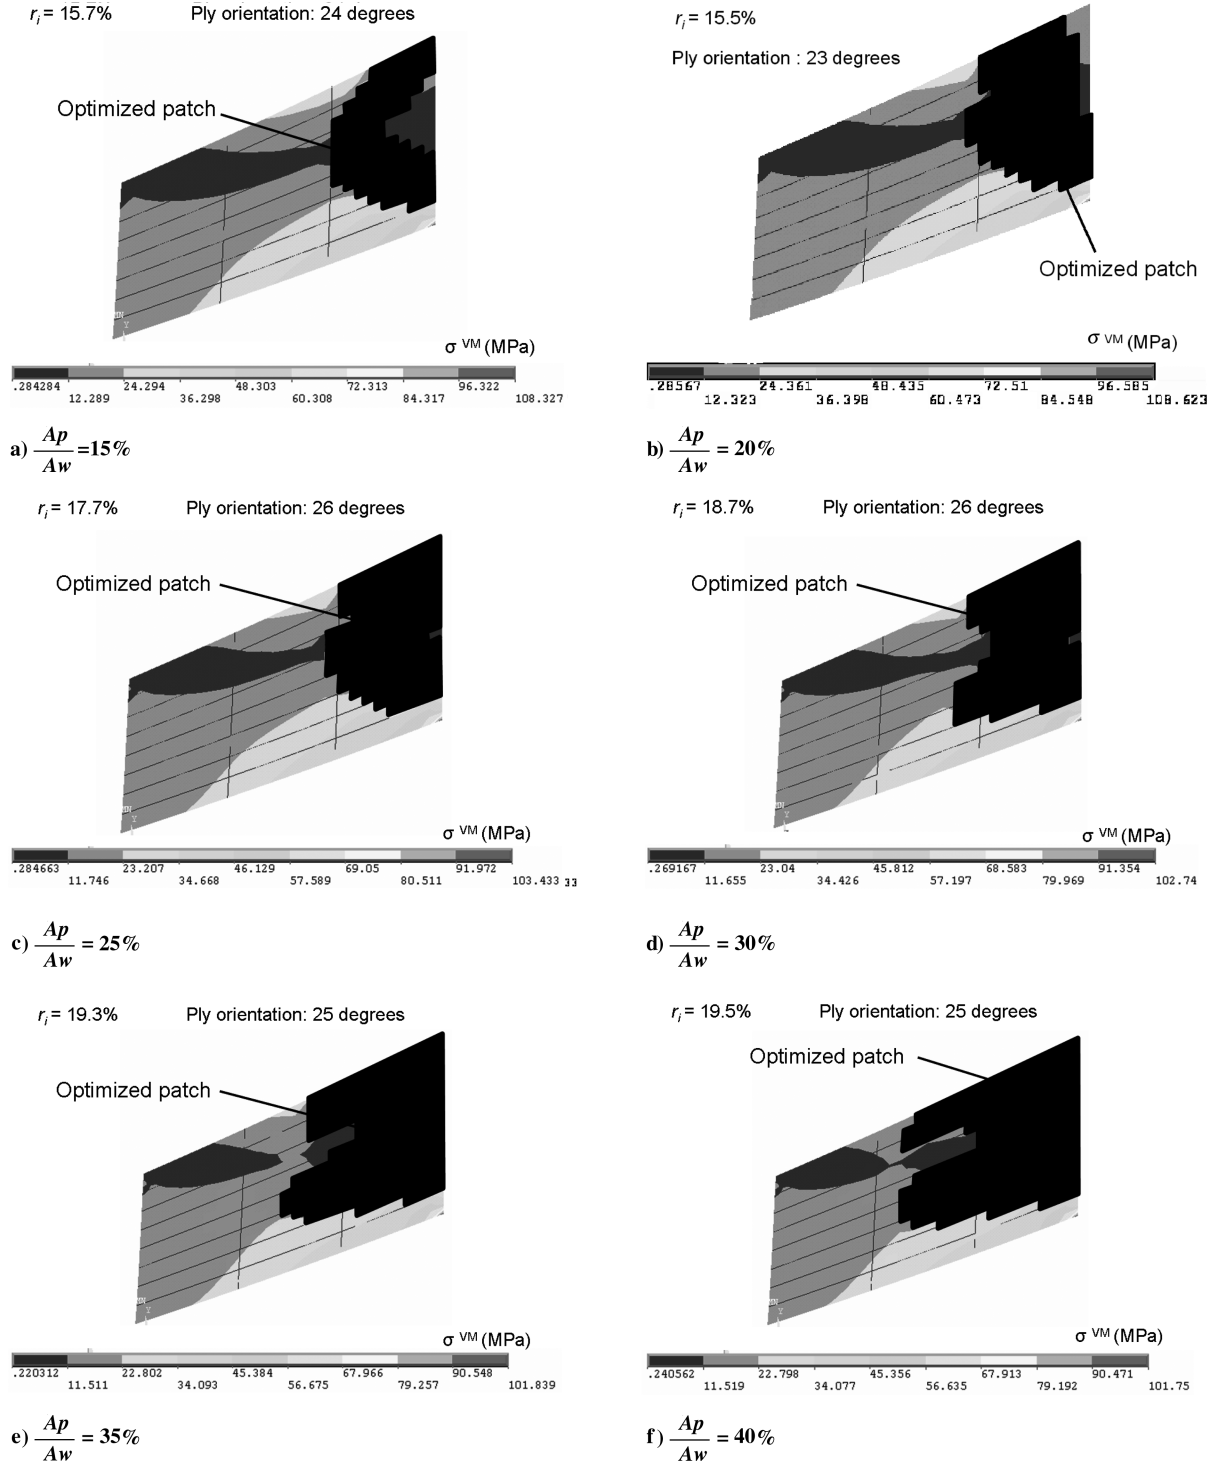 r_i = 15.7%
Ply orientation: 24 degrees
Optimized patch
MN
Y
σ VM (MPa)
.284284 24.294 48.303 72.313 96.322
12.289 36.298 60.308 84.317 108.327
a) Ap/Aw =15%
r_i = 15.5%
Ply orientation : 23 degrees
Optimized patch
σ VM (MPa)
.28567 24.361 48.435 72.51 96.585
12.323 36.398 60.473 84.548 108.623
b) Ap/Aw = 20%
r_i = 17.7%
Ply orientation: 26 degrees
Optimized patch
MN
Y
σ VM (MPa)
.284663 23.207 46.129 69.05 91.972
11.746 34.668 57.589 80.511 103.433 33
c) Ap/Aw = 25%
r_i = 18.7%
Ply orientation: 26 degrees
Optimized patch
MN
Y
σ VM (MPa)
.269167 23.04 45.812 68.583 91.354
11.655 34.426 57.197 79.969 102.74
d) Ap/Aw = 30%
r_i = 19.3%
Ply orientation: 25 degrees
Optimized patch
MN
Y
σ VM (MPa)
.220312 22.802 45.384 67.966 90.548
11.511 34.093 56.675 79.257 101.839
e) Ap/Aw = 35%
r_i = 19.5%
Ply orientation: 25 degrees
Optimized patch
MN
Y
σ VM (MPa)
.240562 22.798 45.356 67.913 90.471
11.519 34.077 56.635 79.192 101.75
f) Ap/Aw = 40%